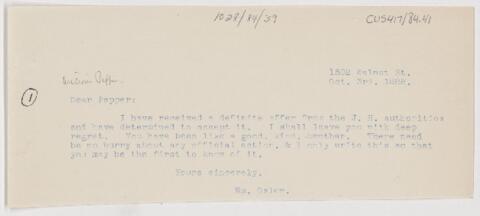 1028/84/39
CUS417/84.41
1502 Walnut St.
Oct. 3rd, 1888.
William Pepper
1
Dear Pepper:
I have received a definite offer from the J. H. authorities
and have determined to accept it. I shall leave you with deep
regret. You have been like a good, kind, brother. There need
be no hurry about any official action, & I only write this so that
you may be the first to know of it.
Yours sincerely,
Wm. Osler.